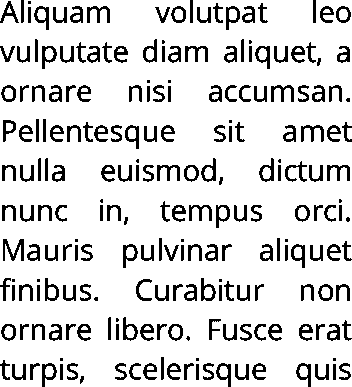 Aliquam volutpat leo
vulputate diam aliquet, a
ornare nisi accumsan.
Pellentesque sit amet
nulla euismod, dictum
nunc in, tempus orci.
Mauris pulvinar aliquet
finibus. Curabitur non
ornare libero. Fusce erat
turpis, scelerisque quis